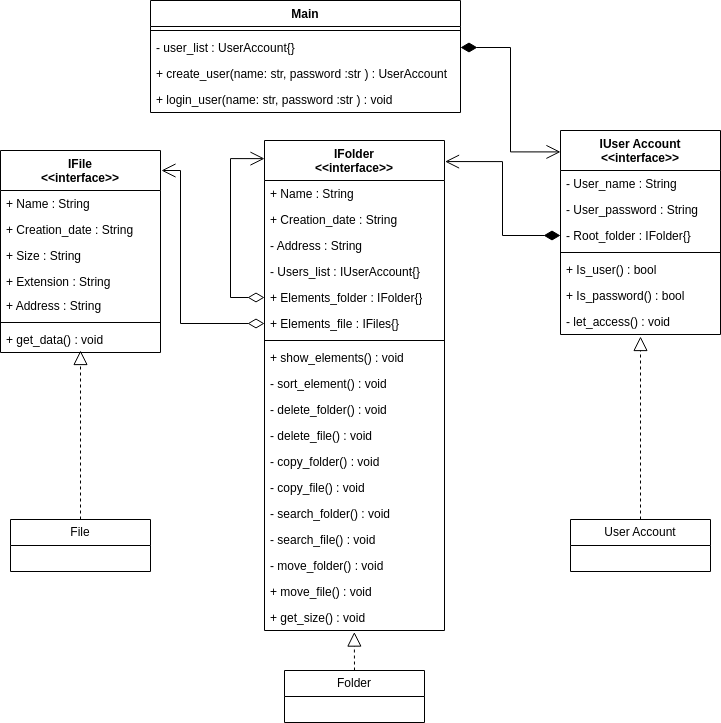 Main
- user_list : UserAccount{}
+ create_user(name: str, password :str ) : UserAccount
+ login_user(name: str, password :str ) : void
IFile
<<interface>>
+ Name : String
+ Creation_date : String
+ Size : String
+ Extension : String
+ Address : String
+ get_data() : void
IFolder
<<interface>>
+ Name : String
+ Creation_date : String
- Address : String
- Users_list : IUserAccount{}
+ Elements_folder : IFolder{}
+ Elements_file : IFiles{}
+ show_elements() : void
- sort_element() : void
- delete_folder() : void
- delete_file() : void
- copy_folder() : void
- copy_file() : void
- search_folder() : void
- search_file() : void
- move_folder() : void
+ move_file() : void
+ get_size() : void
IUser Account
<<interface>>
- User_name : String
- User_password : String
- Root_folder : IFolder{}
+ Is_user() : bool
+ Is_password() : bool
- let_access() : void
File
User Account
Folder